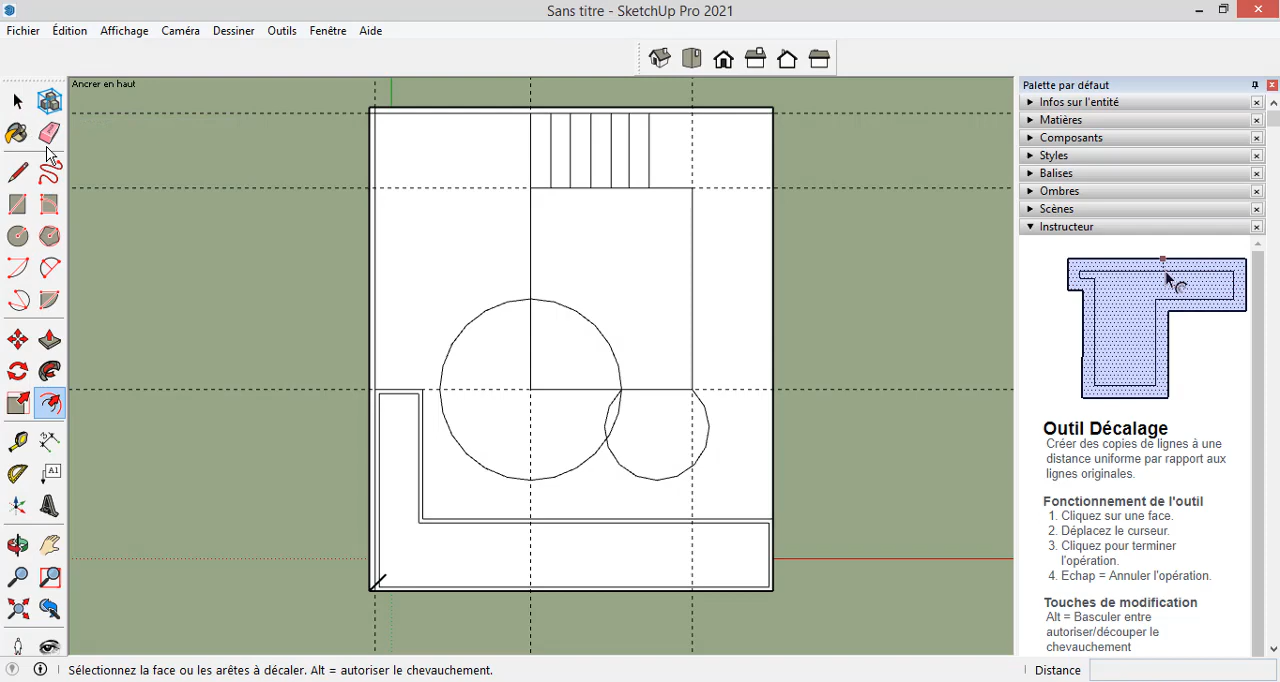 Sans titre - SketchUp Pro 2021
Fichier Édition Affichage Caméra Dessiner Outils Fenêtre Aide
Ancrer en haut
Palette par défaut
Infos sur l'entité
Matières
Composants
Styles
Balises
Ombres
Scènes
Instructeur
Outil Décalage
Créer des copies de lignes à une
distance uniforme par rapport aux
lignes originales.
Fonctionnement de l'outil
1. Cliquez sur une face.
2. Déplacez le curseur.
3. Cliquez pour terminer
l'opération.
4. Echap = Annuler l'opération.
Touches de modification
Alt = Basculer entre
autoriser/découper le
chevauchement
A1
Sélectionnez la face ou les arêtes à décaler. Alt = autoriser le chevauchement.
Distance